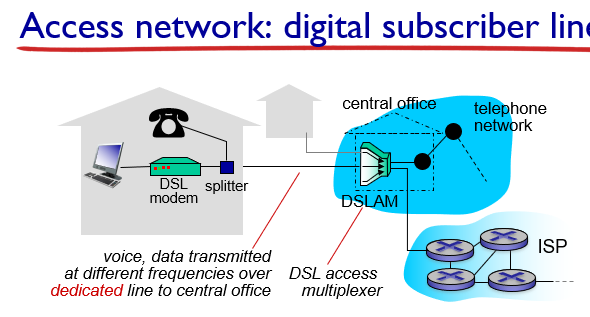 Access network: digital subscriber line
central office
telephone
network
DSL
modem
splitter
DSLAM
ISP
voice, data transmitted
at different frequencies over
dedicated line to central office
DSL access
multiplexer